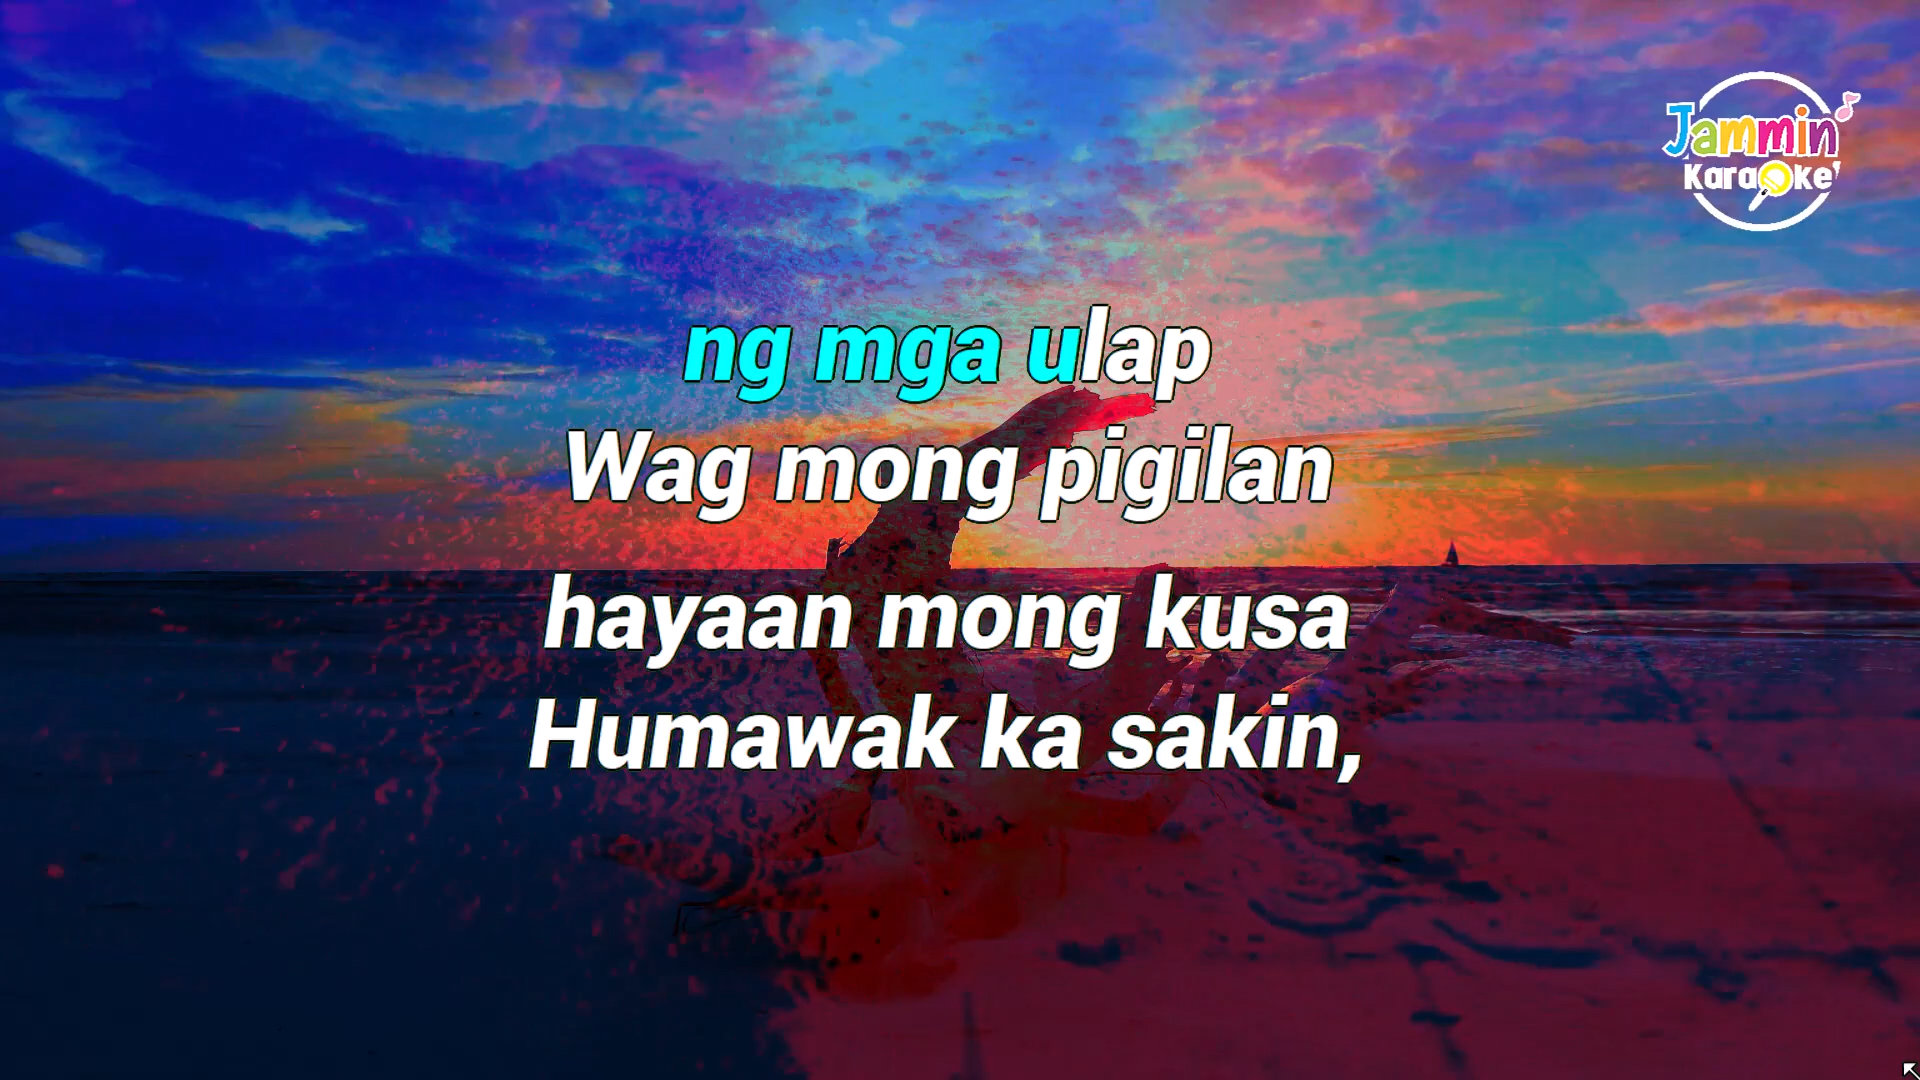 Jammin'
Karaoke'
ng mga ulap
Wag mong pigilan
hayaan mong kusa
Humawak ka sakin,